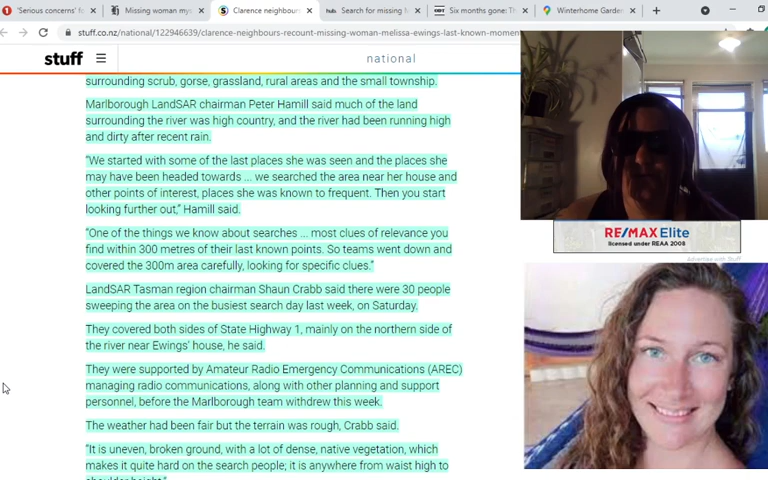 'Serious concerns' fo
Missing woman mys
Clarence neighbours
Search for missing M
Six months gone: Th
Winterhome Garden
stuff.co.nz/national/122946639/clarence-neighbours-recount-missing-woman-melissa-ewings-last-known-momen
stuff
national
surrounding scrub, gorse, grassland, rural areas and the small township.
Marlborough LandSAR chairman Peter Hamill said much of the land
surrounding the river was high country, and the river had been running high
and dirty after recent rain.
"We started with some of the last places she was seen and the places she
may have been headed towards ... we searched the area near her house and
other points of interest, places she was known to frequent. Then you start
looking further out," Hamill said.
"One of the things we know about searches ... most clues of relevance you
find within 300 metres of their last known points. So teams went down and
covered the 300m area carefully, looking for specific clues."
LandSAR Tasman region chairman Shaun Crabb said there were 30 people
sweeping the area on the busiest search day last week, on Saturday.
They covered both sides of State Highway 1, mainly on the northern side of
the river near Ewings' house, he said.
They were supported by Amateur Radio Emergency Communications (AREC)
managing radio communications, along with other planning and support
personnel, before the Marlborough team withdrew this week.
The weather had been fair but the terrain was rough, Crabb said.
"It is uneven, broken ground, with a lot of dense, native vegetation, which
makes it quite hard on the search people; it is anywhere from waist high to
shoulder height."
RE/MAX Elite
licensed under REAA 2008
Advertise with Stuff